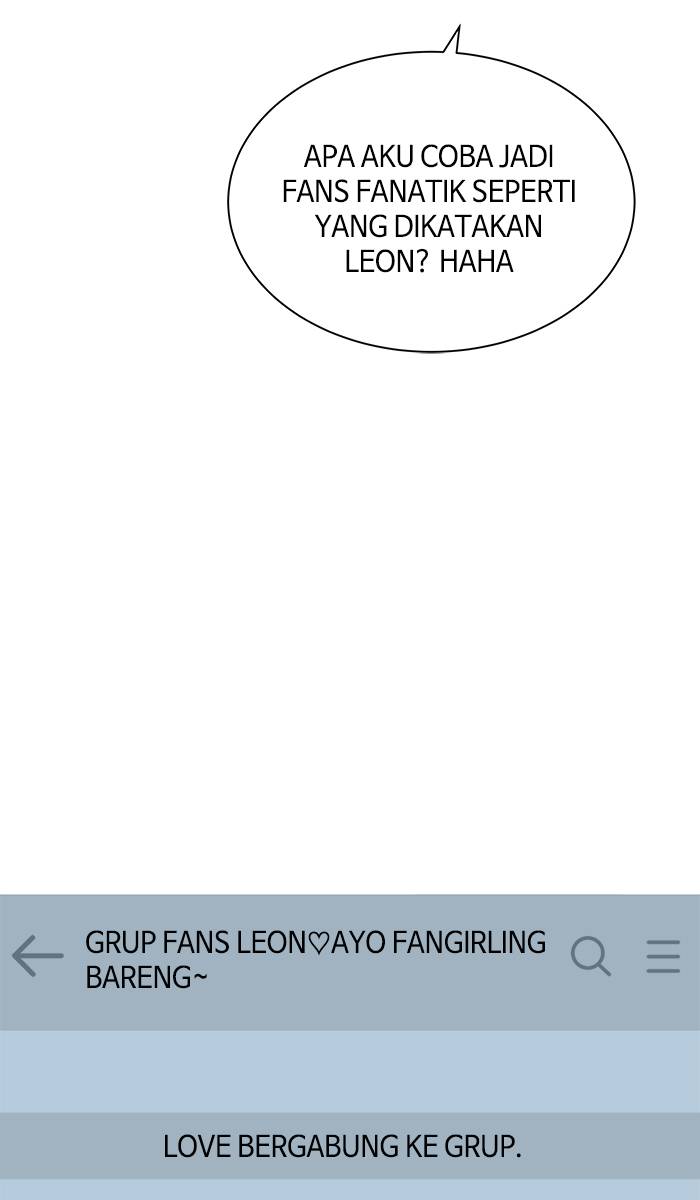 APA AKU COBA JADI
FANS FANATIK SEPERTI
YANG DIKATAKAN
LEON? HAHA
GRUP FANS LEON♡AYO FANGIRLING
BARENG~
LOVE BERGABUNG KE GRUP.